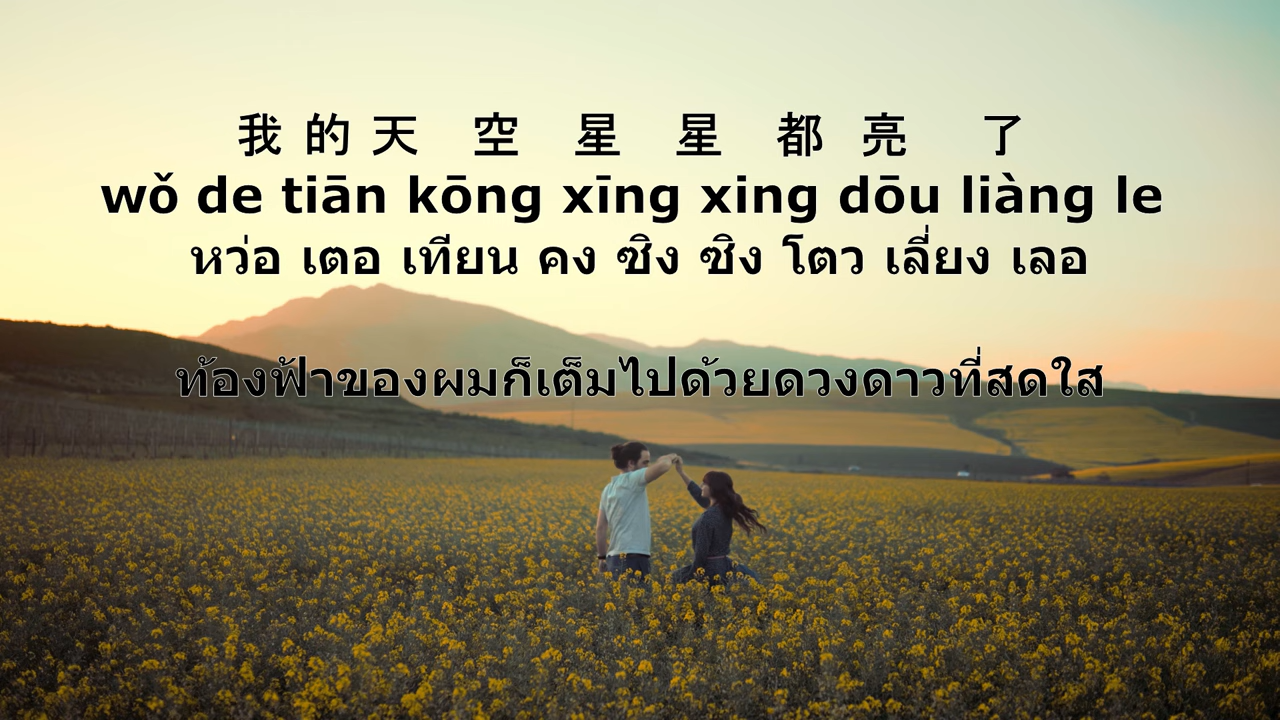 我 的 天 空 星 星 都 亮 了
wǒ de tiān kōng xīng xing dōu liàng le
หว่อ เตอ เทียน คง ซิง ซิง โตว เลี่ยง เลอ
ท้องฟ้าของผมก็เต็มไปด้วยดวงดาวที่สดใส